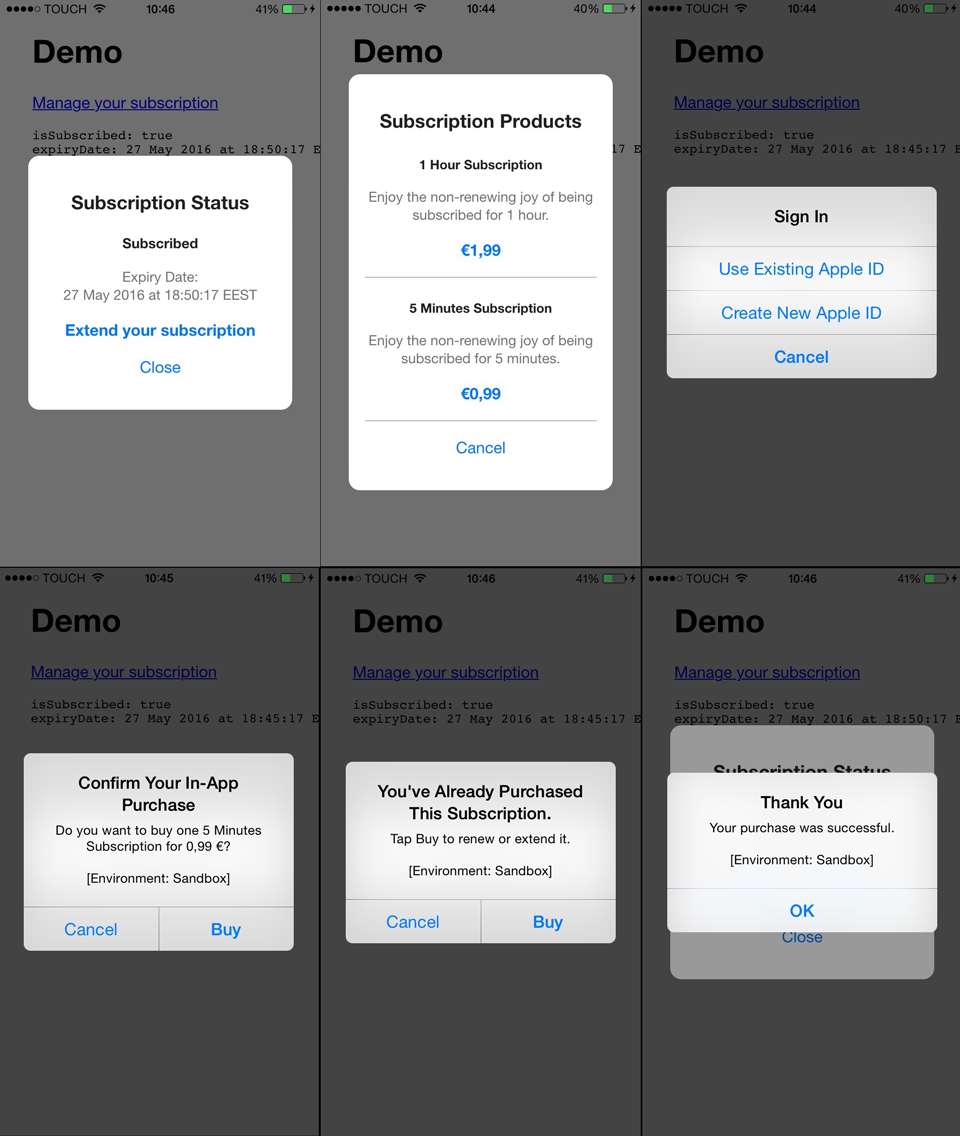 TOUCH 10:46 41%
Demo
Manage your subscription
isSubscribed: true
expiryDate: 27 May 2016 at 18:50:17 E
Subscription Status
Subscribed
Expiry Date:
27 May 2016 at 18:50:17 EEST
Extend your subscription
Close
TOUCH 10:44 40%
Demo
17 E
Subscription Products
1 Hour Subscription
Enjoy the non-renewing joy of being
subscribed for 1 hour.
€1,99
5 Minutes Subscription
Enjoy the non-renewing joy of being
subscribed for 5 minutes.
€0,99
Cancel
TOUCH 10:44 40%
Demo
Manage your subscription
isSubscribed: true
expiryDate: 27 May 2016 at 18:45:17 E
Sign In
Use Existing Apple ID
Create New Apple ID
Cancel
TOUCH 10:45 41%
Demo
Manage your subscription
isSubscribed: true
expiryDate: 27 May 2016 at 18:45:17 E
Confirm Your In-App
Purchase
Do you want to buy one 5 Minutes
Subscription for 0,99 €?
[Environment: Sandbox]
Cancel Buy
TOUCH 10:46 41%
Demo
Manage your subscription
isSubscribed: true
expiryDate: 27 May 2016 at 18:45:17 E
You've Already Purchased
This Subscription.
Tap Buy to renew or extend it.
[Environment: Sandbox]
Cancel Buy
TOUCH 10:46 41%
Demo
Manage your subscription
isSubscribed: true
expiryDate: 27 May 2016 at 18:50:17 E
Subscription Status
Thank You
Your purchase was successful.
[Environment: Sandbox]
OK
Close